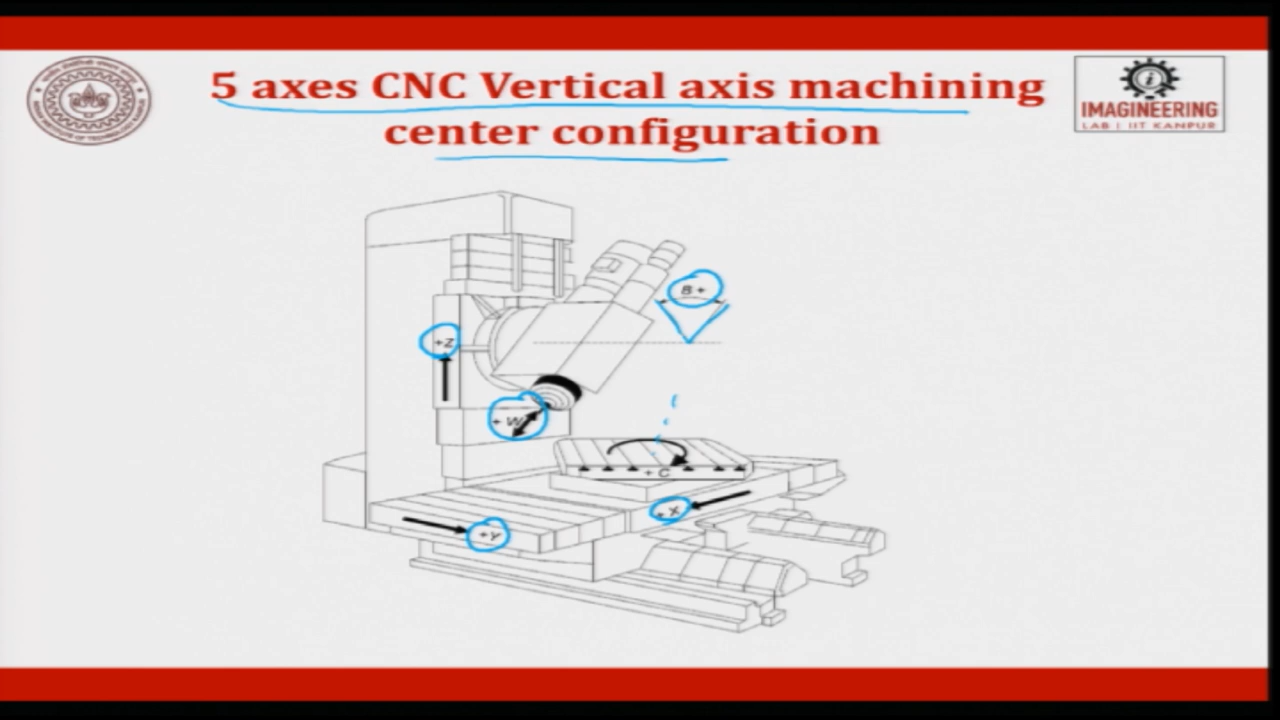 5 axes CNC Vertical axis machining
center configuration
IMAGINEERING
LAB | IIT KANPUR
B+
+Z
+W
+C
+X
+Y